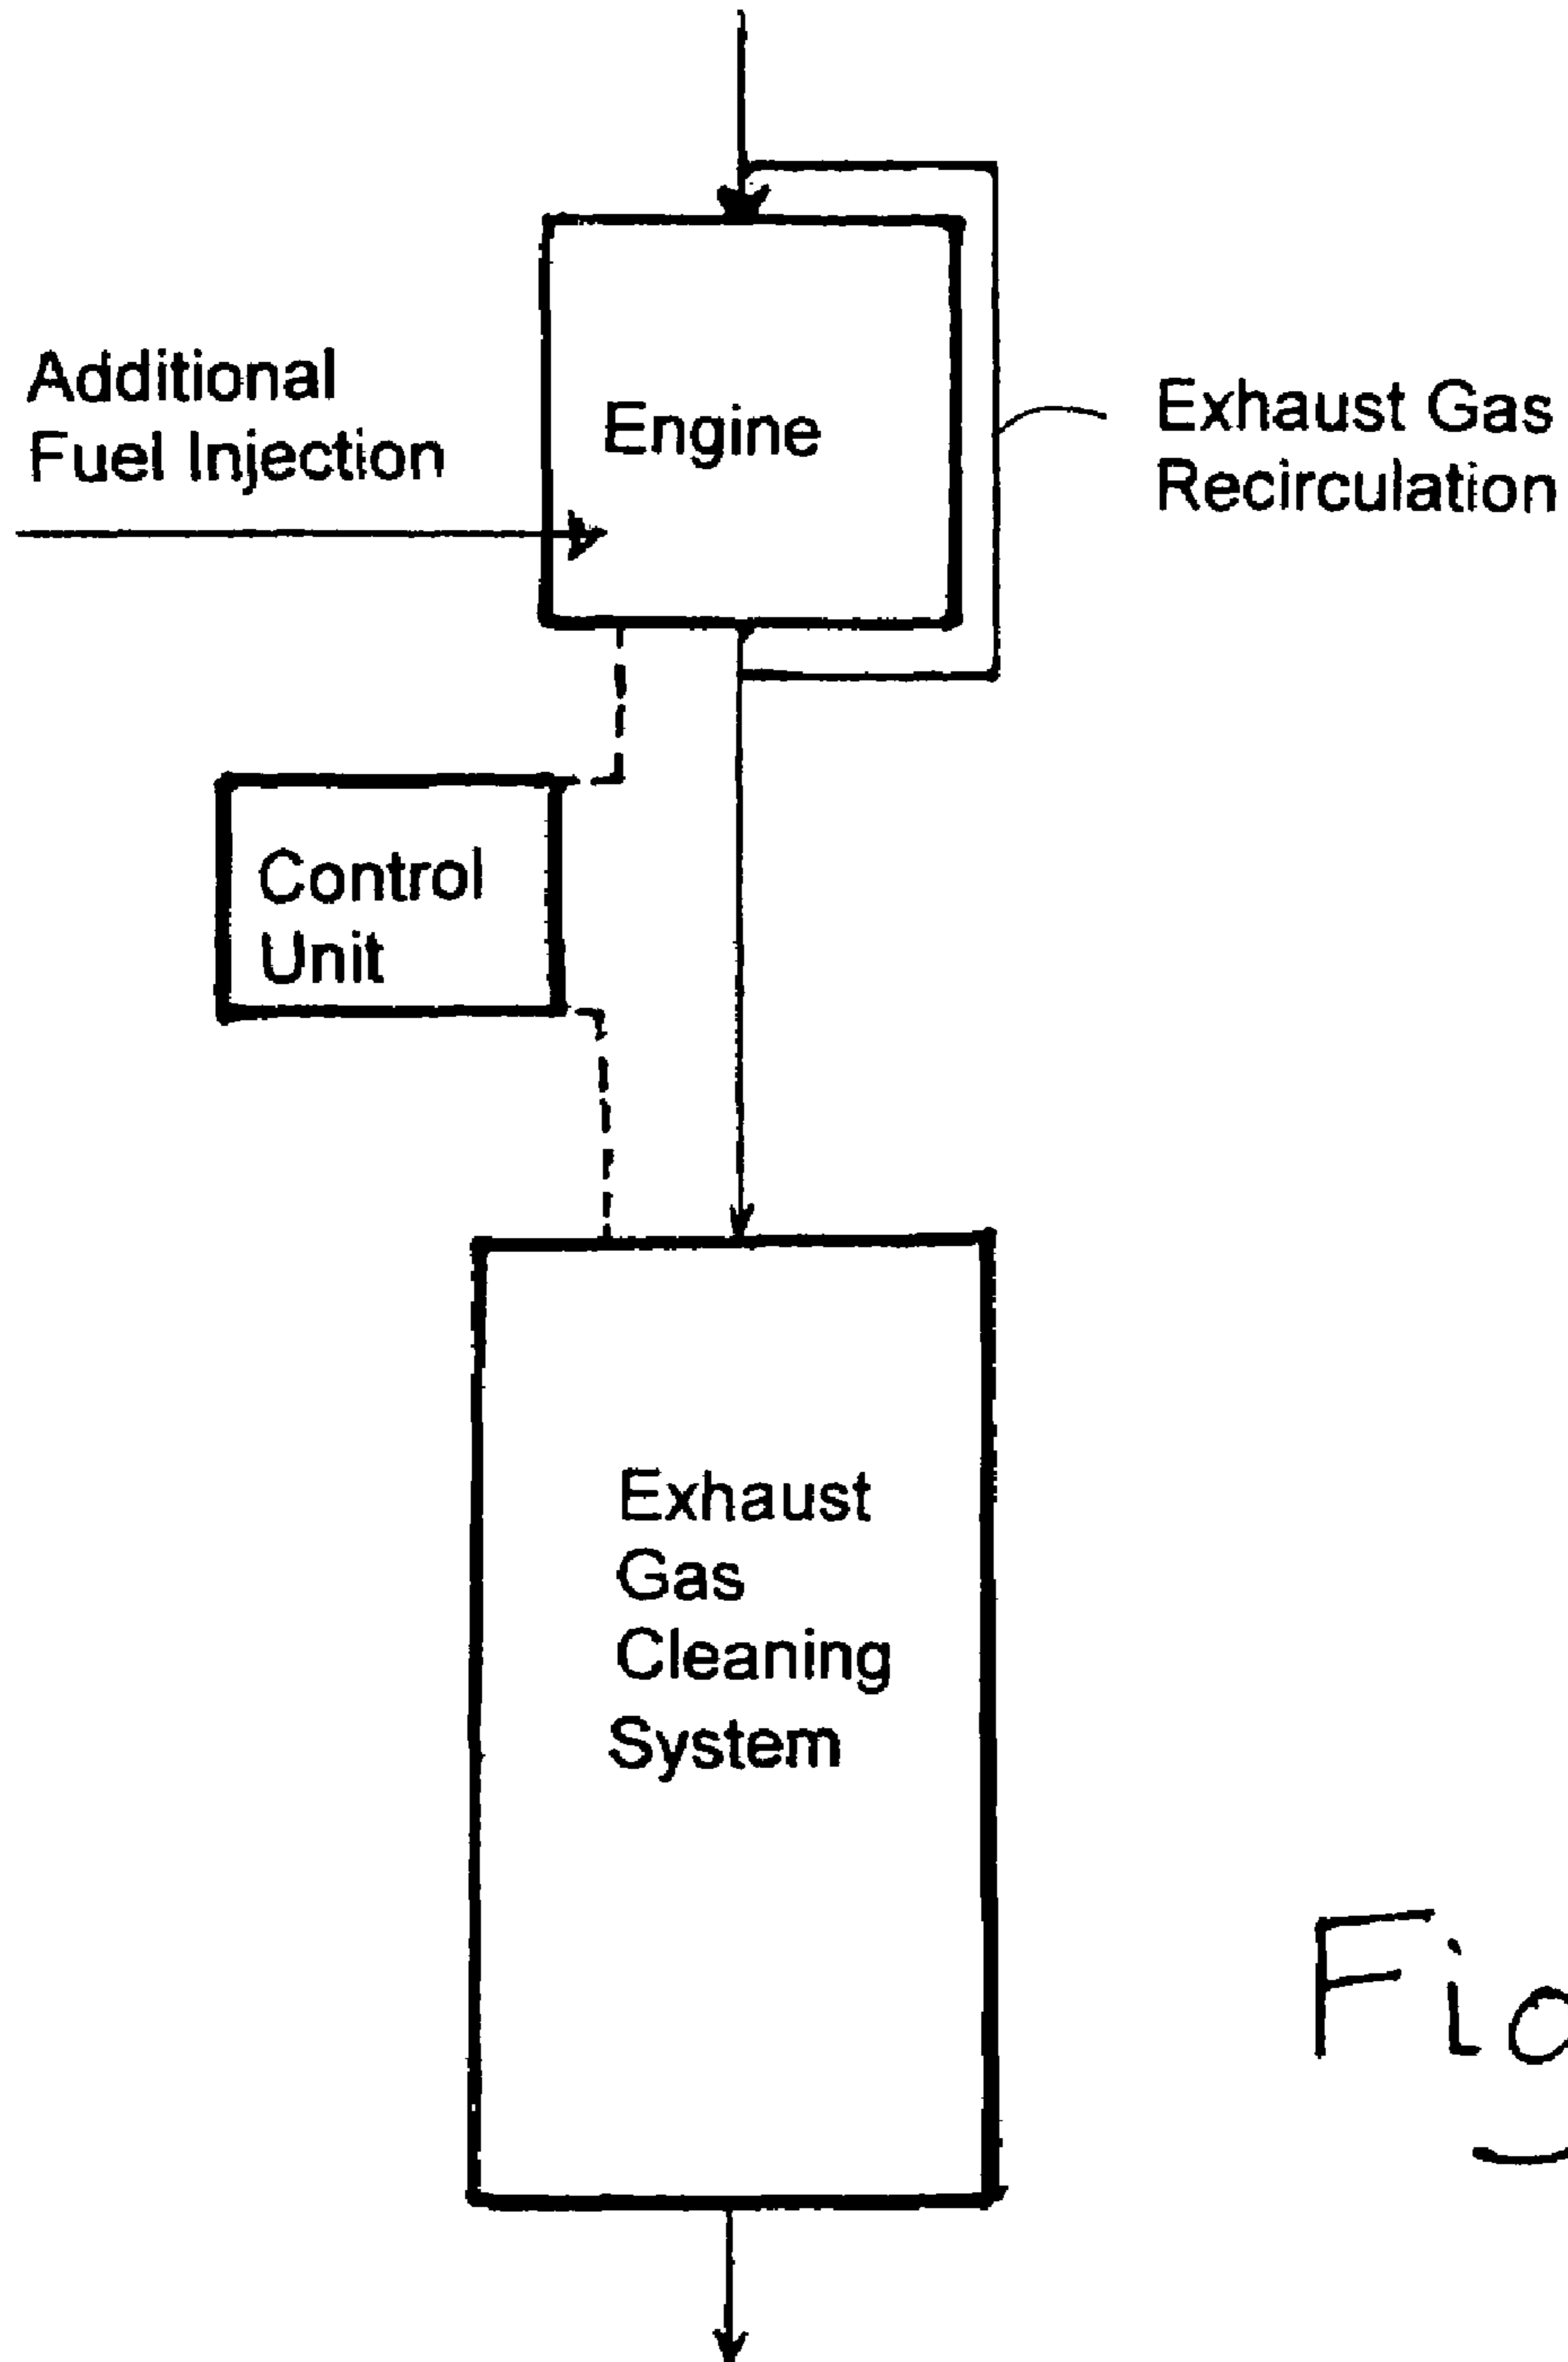 Additional
Fuel Injection
Engine
Exhaust Gas
Recirculation
Control
Unit
Exhaust
Gas
Cleaning
System
Fig